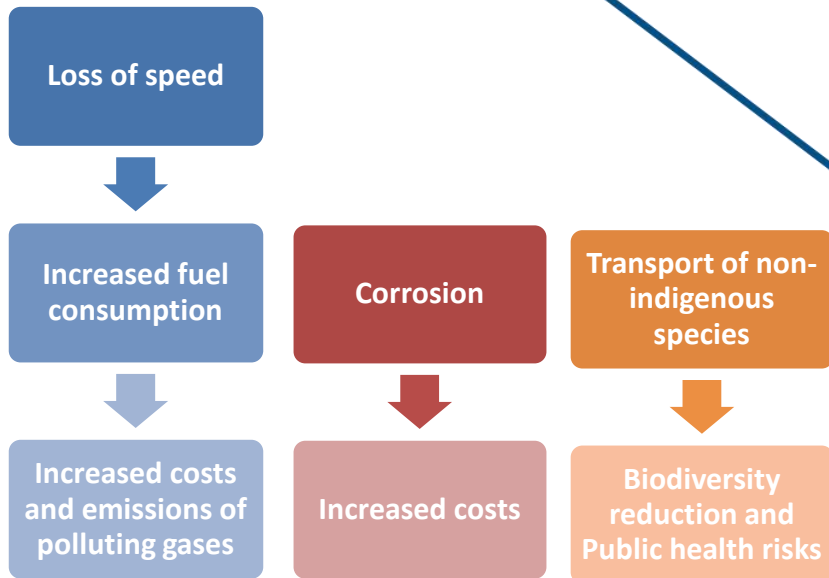 Loss of speed
Increased fuel
consumption
Corrosion
Transport of non-
indigenous
species
Increased costs
and emissions of
polluting gases
Increased costs
Biodiversity
reduction and
Public health risks